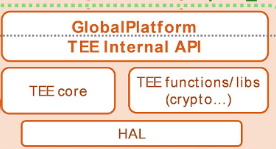 GlobalPlatform
TEE Internal API
TEE core
TEE functions/libs
(crypto...)
HAL